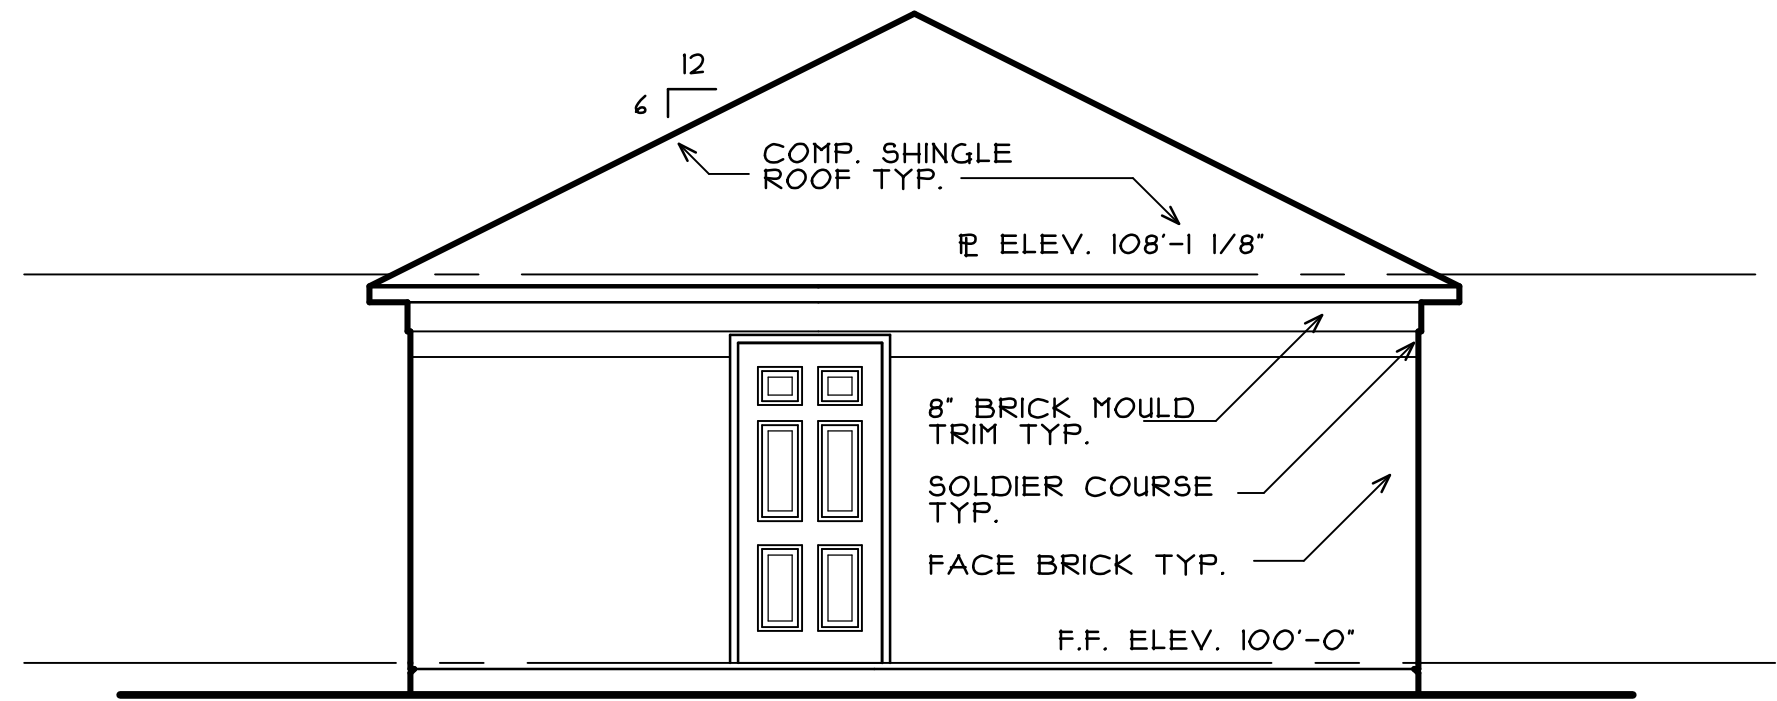 12
6
COMP. SHINGLE
ROOF TYP.
PL ELEV. 108'-1 1/8"
8" BRICK MOULD
TRIM TYP.
SOLDIER COURSE
TYP.
FACE BRICK TYP.
F.F. ELEV. 100'-0"